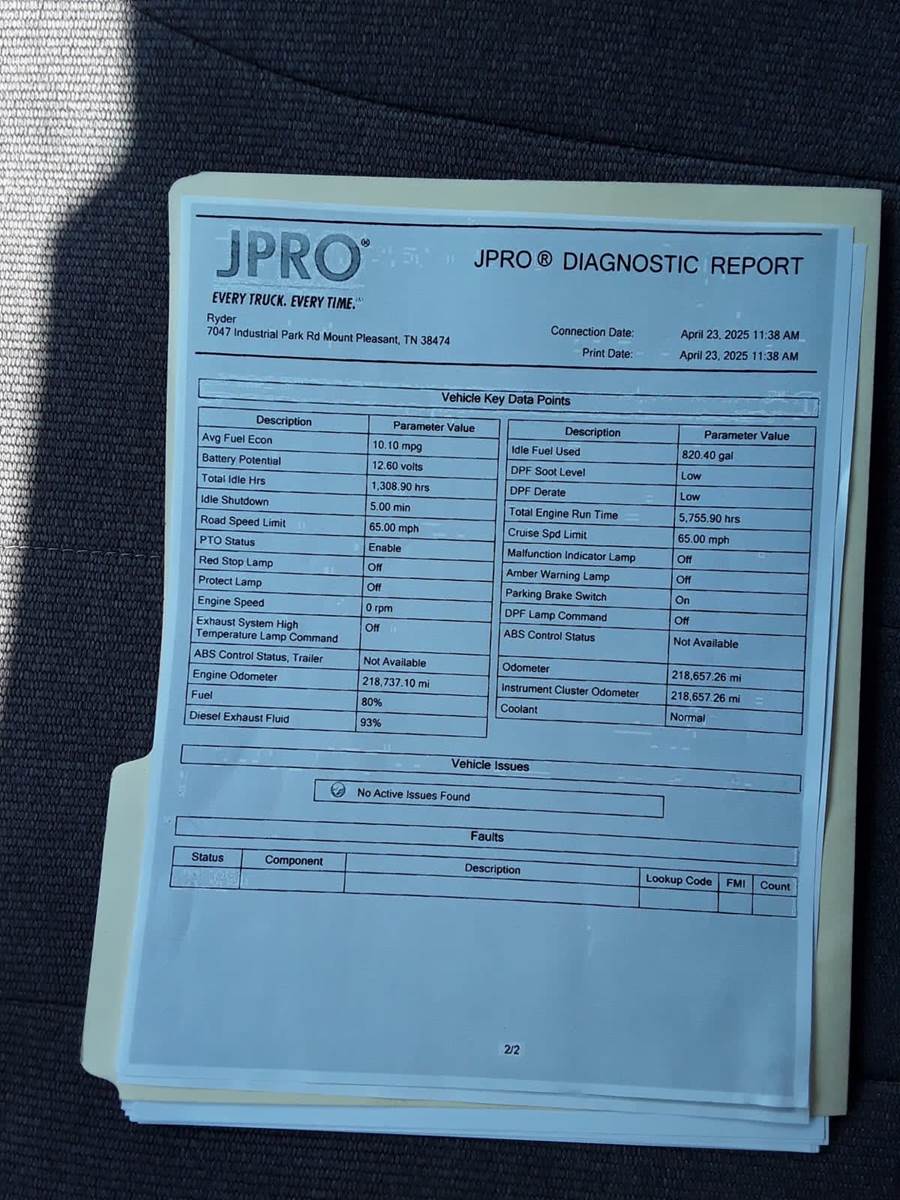 JPRO®
JPRO® DIAGNOSTIC REPORT
EVERY TRUCK. EVERY TIME.
Ryder
7047 Industrial Park Rd Mount Pleasant, TN 38474
Connection Date: April 23, 2025 11:38 AM
Print Date: April 23, 2025 11:38 AM
Vehicle Key Data Points
Description Parameter Value
Avg Fuel Econ 10.10 mpg
Battery Potential 12.60 volts
Total Idle Hrs 1,308.90 hrs
Idle Shutdown 5.00 min
Road Speed Limit 65.00 mph
PTO Status Enable
Red Stop Lamp Off
Protect Lamp Off
Engine Speed 0 rpm
Exhaust System High Off
Temperature Lamp Command
ABS Control Status, Trailer Not Available
Engine Odometer 218,737.10 mi
Fuel 80%
Diesel Exhaust Fluid 93%
Description Parameter Value
Idle Fuel Used 820.40 gal
DPF Soot Level Low
DPF Derate Low
Total Engine Run Time 5,755.90 hrs
Cruise Spd Limit 65.00 mph
Malfunction Indicator Lamp Off
Amber Warning Lamp Off
Parking Brake Switch On
DPF Lamp Command Off
ABS Control Status Not Available
Odometer 218,657.26 mi
Instrument Cluster Odometer 218,657.26 mi
Coolant Normal
Vehicle Issues
No Active Issues Found
Faults
Status Component Description Lookup Code FMI Count
2/2